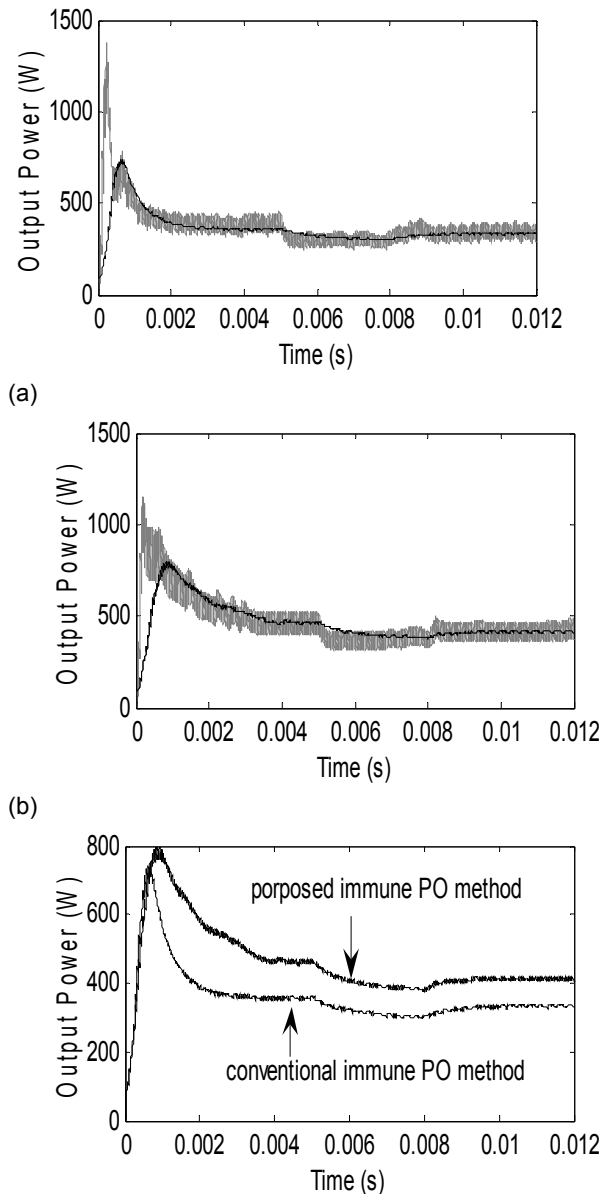 1500
1000
500
0
Output Power (W)
0 0.002 0.004 0.006 0.008 0.01 0.012
Time (s)
(a)
1500
1000
500
0
Output Power (W)
0 0.002 0.004 0.006 0.008 0.01 0.012
Time (s)
(b)
800
600
400
200
0
Output Power (W)
porposed immune PO method
conventional immune PO method
0 0.002 0.004 0.006 0.008 0.01 0.012
Time (s)